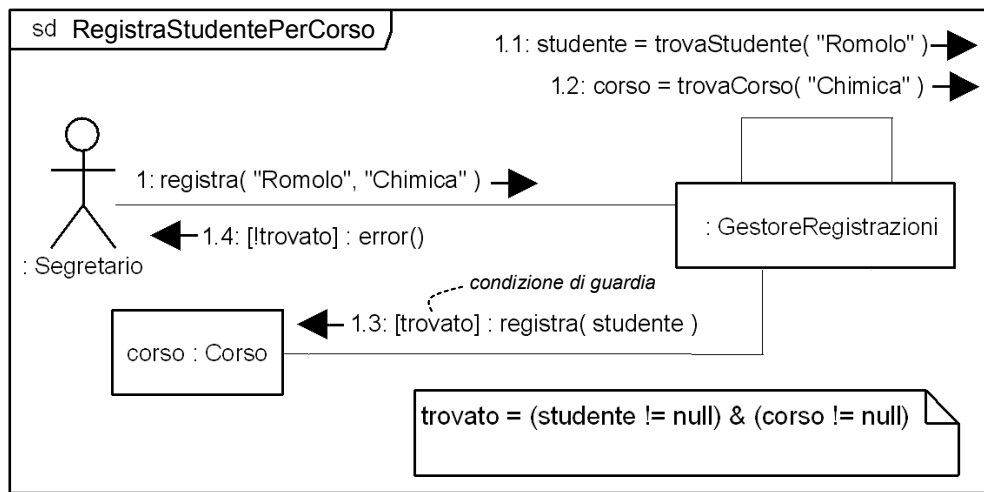 sd RegistraStudentePerCorso
1.1: studente = trovaStudente( "Romolo" )
1.2: corso = trovaCorso( "Chimica" )
1: registra( "Romolo", "Chimica" )
: GestoreRegistrazioni
1.4: [!trovato] : error()
: Segretario
condizione di guardia
1.3: [trovato] : registra( studente )
corso : Corso
trovato = (studente != null) & (corso != null)